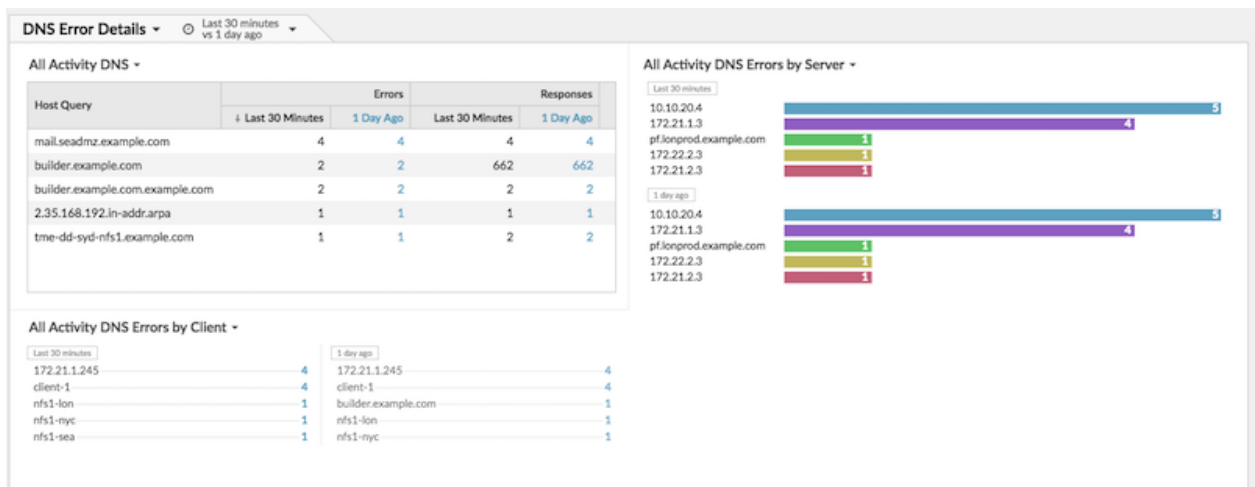 DNS Error Details
Last 30 minutes
vs 1 day ago
All Activity DNS
Host Query Errors Responses
↓ Last 30 Minutes 1 Day Ago Last 30 Minutes 1 Day Ago
mail.seadmz.example.com 4 4 4 4
builder.example.com 2 2 662 662
builder.example.com.example.com 2 2 2 2
2.35.168.192.in-addr.arpa 1 1 1 1
tme-dd-syd-nfs1.example.com 1 1 2 2
All Activity DNS Errors by Server
Last 30 minutes
10.10.20.4 5
172.21.1.3 4
pf.lonprod.example.com 1
172.22.2.3 1
172.21.2.3 1
1 day ago
10.10.20.4 5
172.21.1.3 4
pf.lonprod.example.com 1
172.22.2.3 1
172.21.2.3 1
All Activity DNS Errors by Client
Last 30 minutes
172.21.1.245 4
client-1 4
nfs1-lon 1
nfs1-nyc 1
nfs1-sea 1
1 day ago
172.21.1.245 4
client-1 4
builder.example.com 1
nfs1-lon 1
nfs1-nyc 1